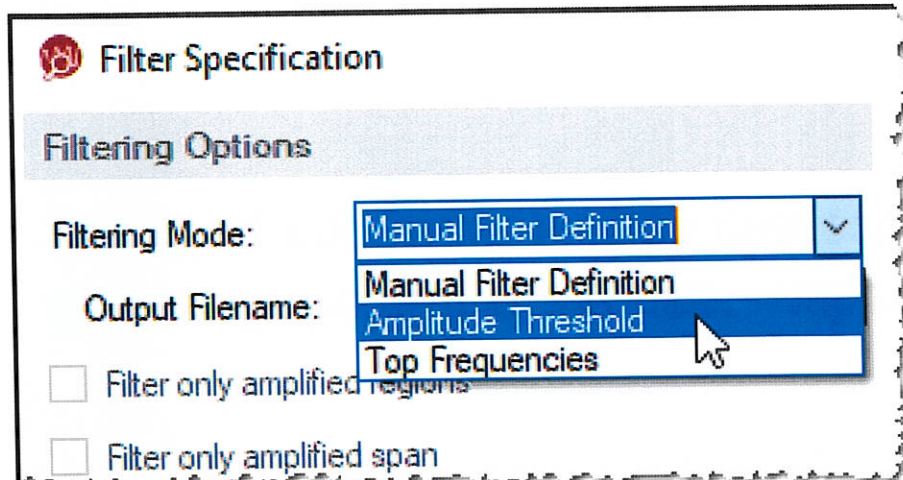 Filter Specification
Filtering Options
Filtering Mode: Manual Filter Definition
Manual Filter Definition
Output Filename:
Amplitude Threshold
Top Frequencies
Filter only amplified regions
Filter only amplified span